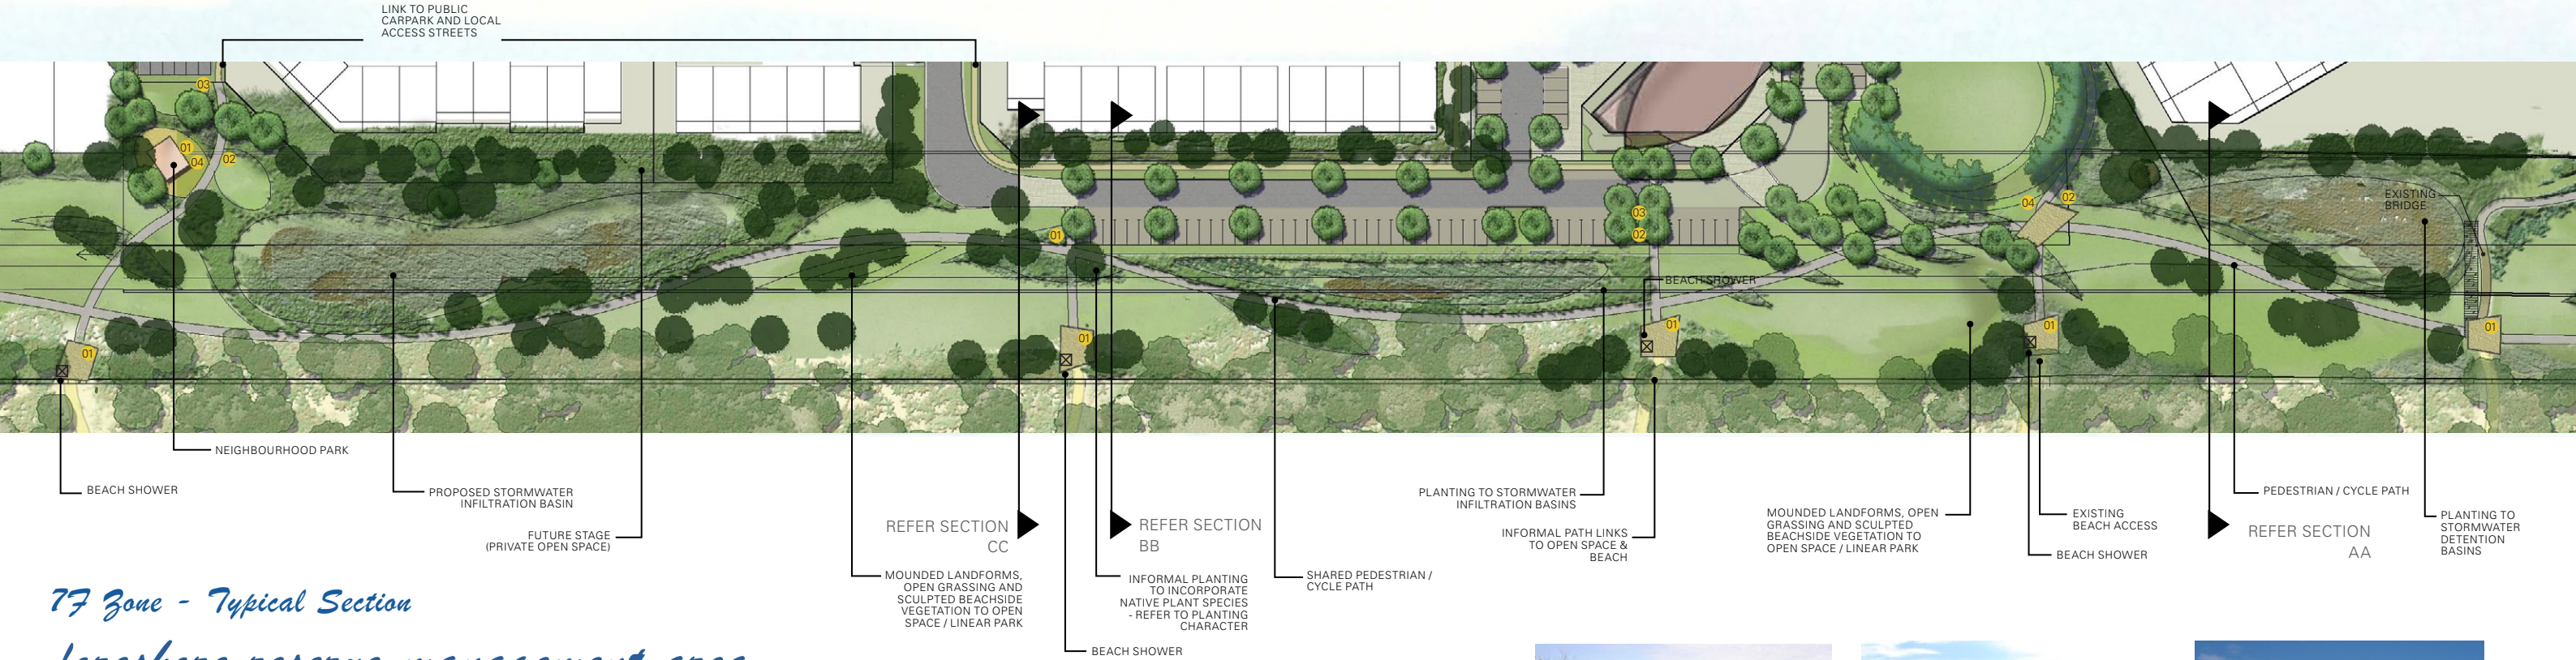 LINK TO PUBLIC
CARPARK AND LOCAL
ACCESS STREETS
03
01
04
02
01
01
01
03
02
BEACH SHOWER
01
04
02
01
EXISTING
BRIDGE
01
NEIGHBOURHOOD PARK
BEACH SHOWER
PROPOSED STORMWATER
INFILTRATION BASIN
FUTURE STAGE
(PRIVATE OPEN SPACE)
REFER SECTION
CC
MOUNDED LANDFORMS,
OPEN GRASSING AND
SCULPTED BEACHSIDE
VEGETATION TO OPEN
SPACE / LINEAR PARK
REFER SECTION
BB
INFORMAL PLANTING
TO INCORPORATE
NATIVE PLANT SPECIES
- REFER TO PLANTING
CHARACTER
BEACH SHOWER
SHARED PEDESTRIAN /
CYCLE PATH
PLANTING TO STORMWATER
INFILTRATION BASINS
INFORMAL PATH LINKS
TO OPEN SPACE &
BEACH
MOUNDED LANDFORMS, OPEN
GRASSING AND SCULPTED
BEACHSIDE VEGETATION TO
OPEN SPACE / LINEAR PARK
EXISTING
BEACH ACCESS
BEACH SHOWER
PEDESTRIAN / CYCLE PATH
REFER SECTION
AA
PLANTING TO
STORMWATER
DETENTION
BASINS
7F Zone - Typical Section
reserve management area